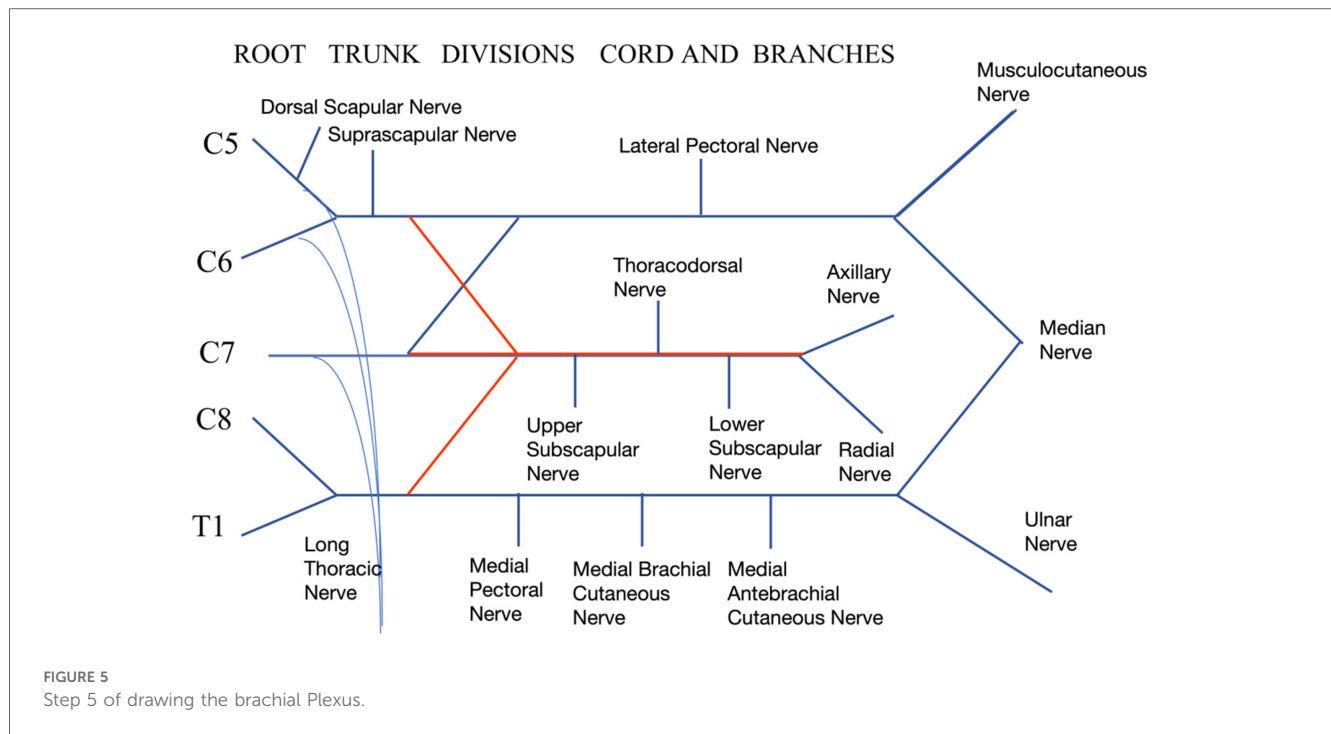 ROOT TRUNK DIVISIONS CORD AND BRANCHES
Musculocutaneous
Nerve
Dorsal Scapular Nerve
Suprascapular Nerve
C5
Lateral Pectoral Nerve
C6
Thoracodorsal
Nerve
Axillary
Nerve
C7
Median
Nerve
C8
Upper
Subscapular
Nerve
Lower
Subscapular
Nerve
Radial
Nerve
T1
Long
Thoracic
Nerve
Medial
Pectoral
Nerve
Medial Brachial
Cutaneous
Nerve
Medial
Antebrachial
Cutaneous Nerve
Ulnar
Nerve
FIGURE 5
Step 5 of drawing the brachial Plexus.